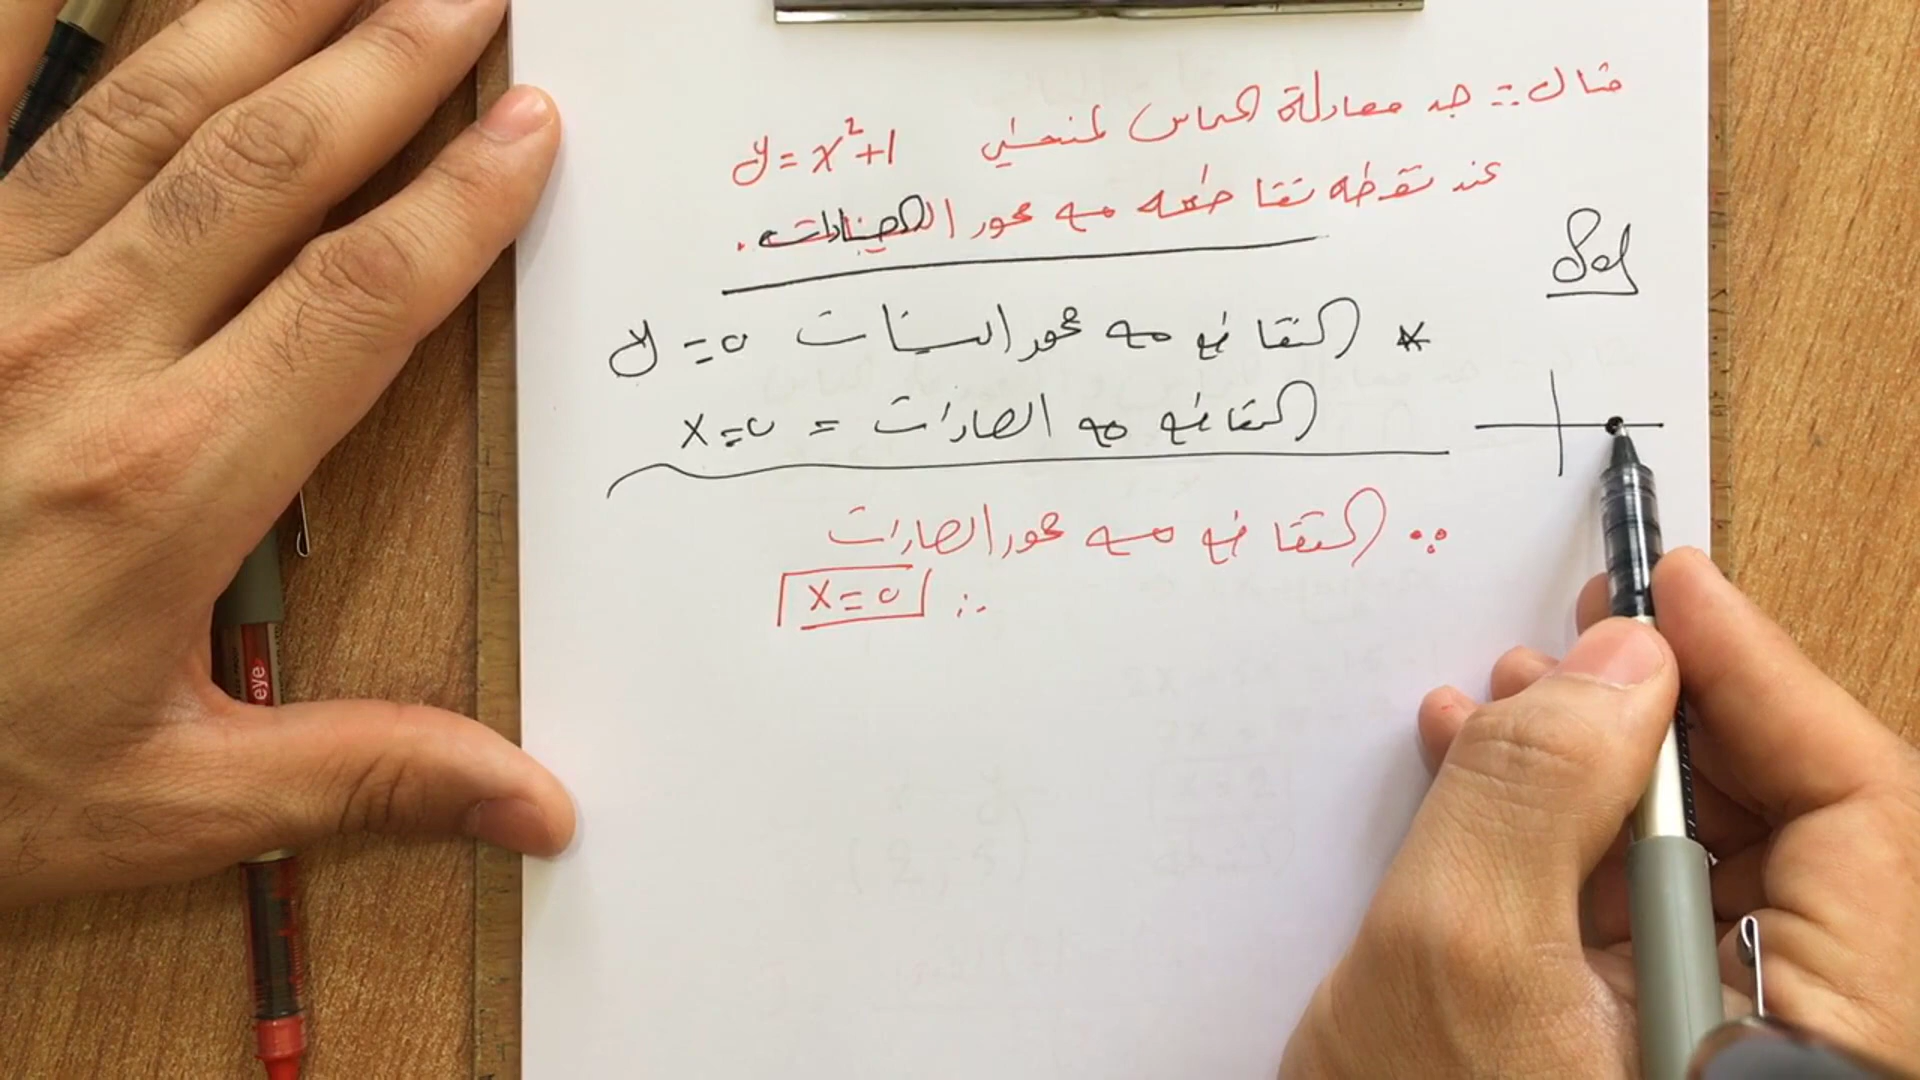 مثال :- جد معادلة المماس لمنحني y = x²+1
عند نقطة تقاطعه مع محور الصادات .
Sol
* التقاطع مع محور السينات y = 0
التقاطع مع الصادات = x = 0
∵ التقاطع مع محور الصادات
∴ x = 0
eye